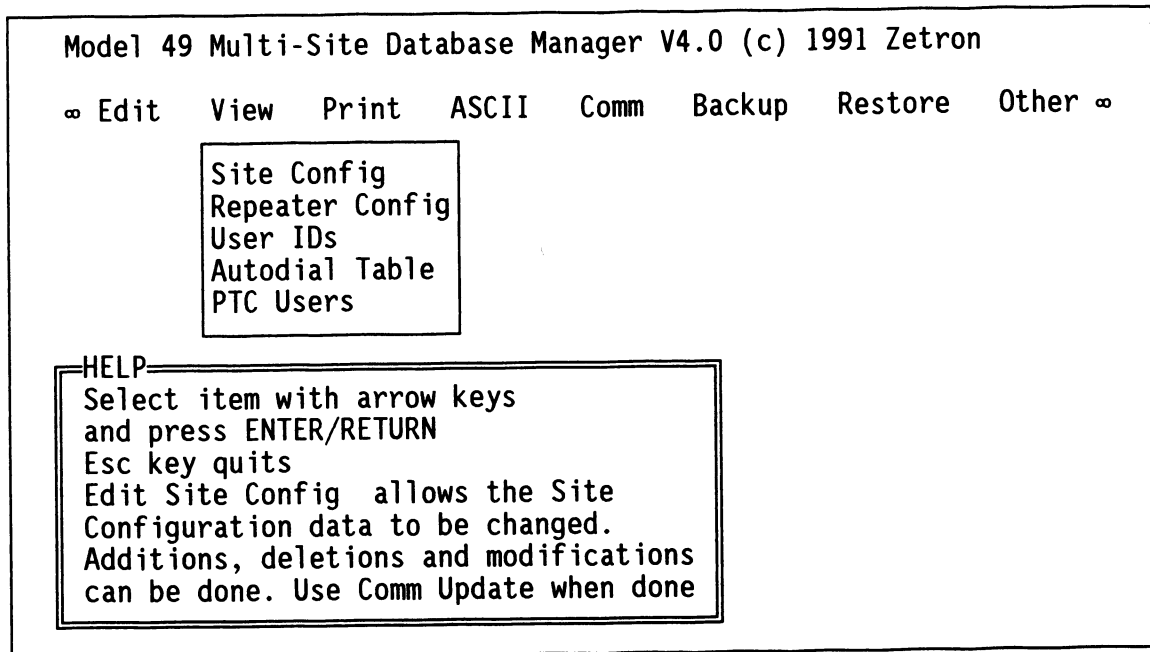 Model 49 Multi-Site Database Manager V4.0 (c) 1991 Zetron
∞ Edit View Print ASCII Comm Backup Restore Other ∞
Site Config
Repeater Config
User IDs
Autodial Table
PTC Users
HELP
Select item with arrow keys
and press ENTER/RETURN
Esc key quits
Edit Site Config allows the Site
Configuration data to be changed.
Additions, deletions and modifications
can be done. Use Comm Update when done